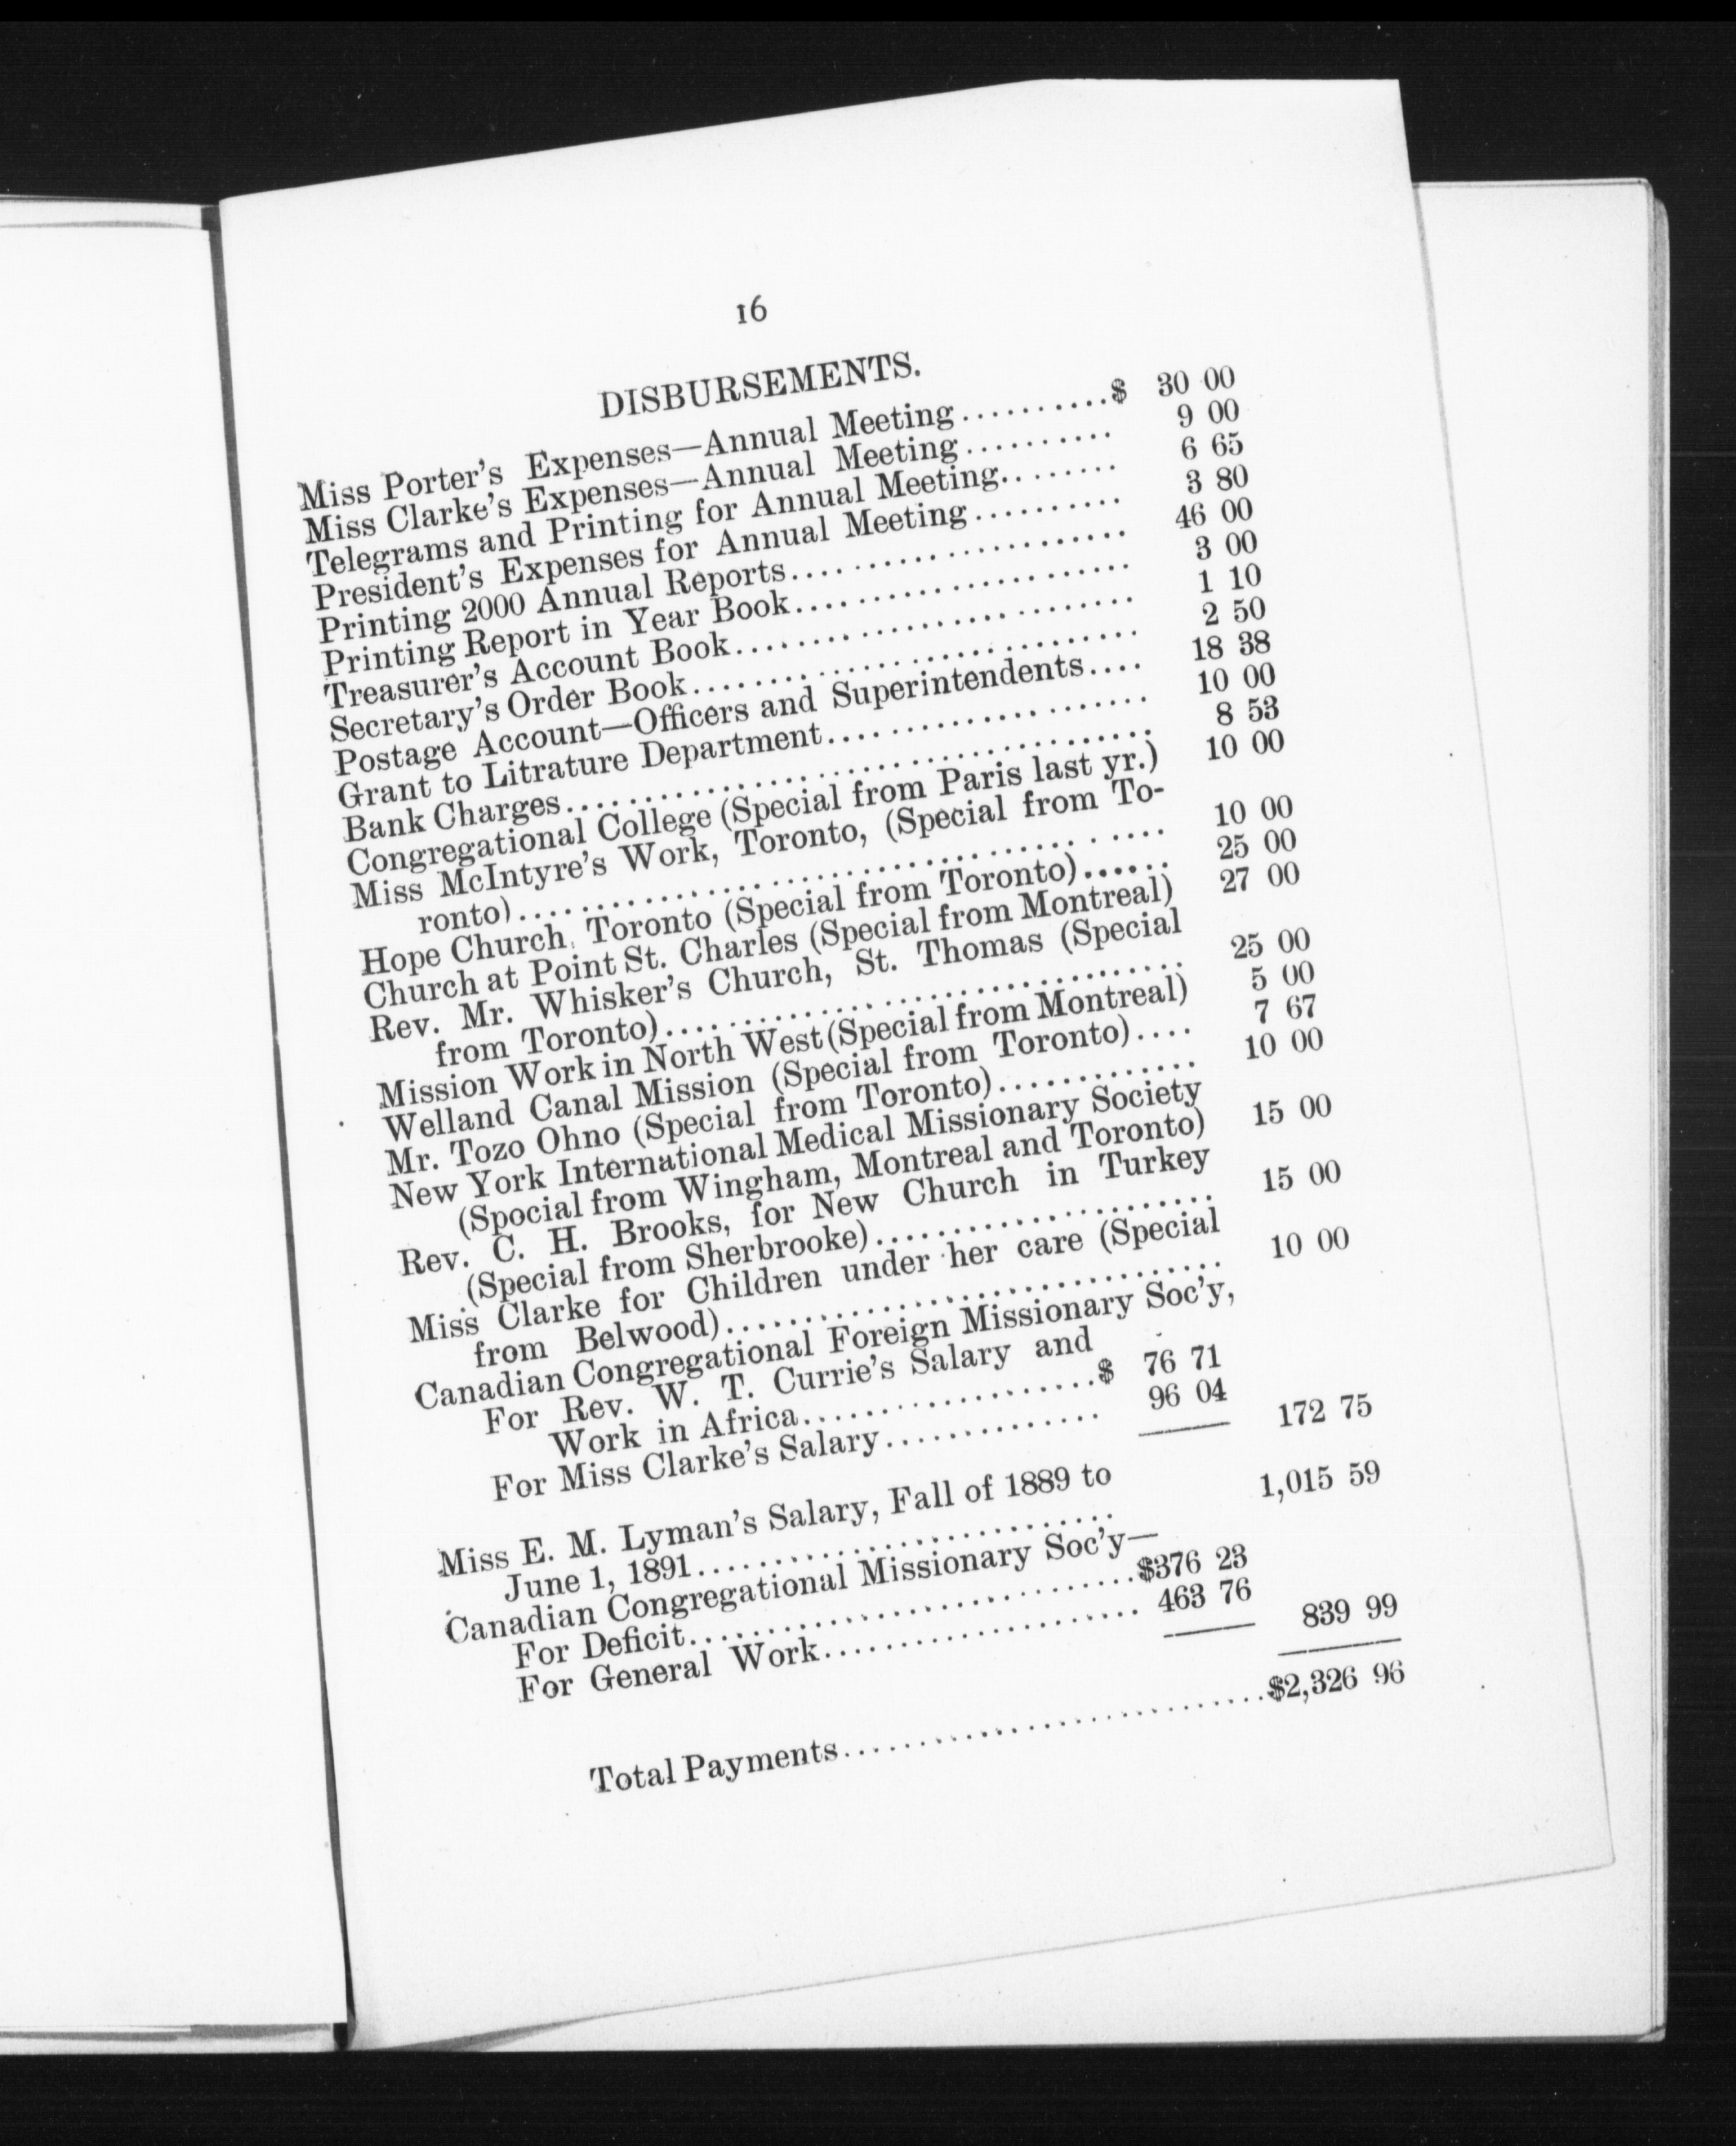 16
DISBURSEMENTS.
Miss Porter's Expenses—Annual Meeting..........$ 30 00
Miss Clarke's Expenses—Annual Meeting.......... 9 00
Telegrams and Printing for Annual Meeting........ 6 65
President's Expenses for Annual Meeting.......... 3 80
Printing 2000 Annual Reports...................... 46 00
Printing Report in Year Book...................... 3 00
Treasurer's Account Book.......................... 1 10
Secretary's Order Book............................. 2 50
Postage Account—Officers and Superintendents.... 18 38
Grant to Litrature Department..................... 10 00
Bank Charges....................................... 8 53
Congregational College (Special from Paris last yr.) 10 00
Miss McIntyre's Work, Toronto, (Special from To-
ronto)........................................... 10 00
Hope Church, Toronto (Special from Toronto)...... 25 00
Church at Point St. Charles (Special from Montreal) 27 00
Rev. Mr. Whisker's Church, St. Thomas (Special
from Toronto).................................... 25 00
Mission Work in North West (Special from Montreal) 5 00
Welland Canal Mission (Special from Toronto).... 7 67
Mr. Tozo Ohno (Special from Toronto)............. 10 00
New York International Medical Missionary Society
(Spocial from Wingham, Montreal and Toronto) 15 00
Rev. C. H. Brooks, for New Church in Turkey
(Special from Sherbrooke)...................... 15 00
Miss Clarke for Children under her care (Special
from Belwood)................................. 10 00
Canadian Congregational Foreign Missionary Soc'y,
For Rev. W. T. Currie's Salary and
Work in Africa...................$ 76 71
For Miss Clarke's Salary............. 96 04
172 75
Miss E. M. Lyman's Salary, Fall of 1889 to
June 1, 1891........................... 1,015 59
Canadian Congregational Missionary Soc'y—
For Deficit.............................$376 23
For General Work.................... 463 76
839 99
Total Payments...........................$2,326 96